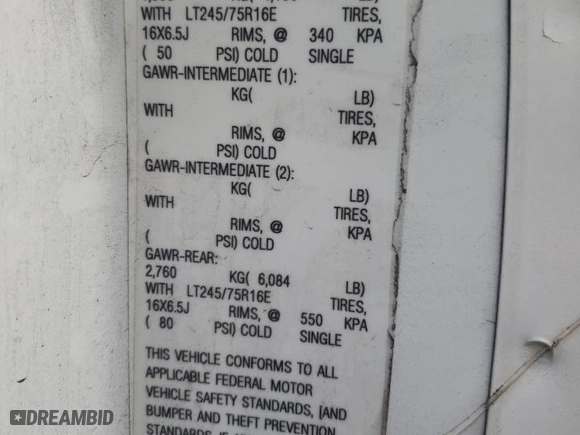 WITH LT245/75R16E TIRES,
16X6.5J RIMS, @ 340 KPA
( 50 PSI) COLD SINGLE
GAWR-INTERMEDIATE (1):
KG( LB)
WITH TIRES,
RIMS, @ KPA
( PSI) COLD
GAWR-INTERMEDIATE (2):
KG( LB)
WITH TIRES,
RIMS, @ KPA
( PSI) COLD
GAWR-REAR:
2,760 KG( 6,084 LB)
WITH LT245/75R16E TIRES,
16X6.5J RIMS, @ 550 KPA
( 80 PSI) COLD SINGLE
THIS VEHICLE CONFORMS TO ALL
APPLICABLE FEDERAL MOTOR
VEHICLE SAFETY STANDARDS, [AND
BUMPER AND THEFT PREVENTION
DREAMBID